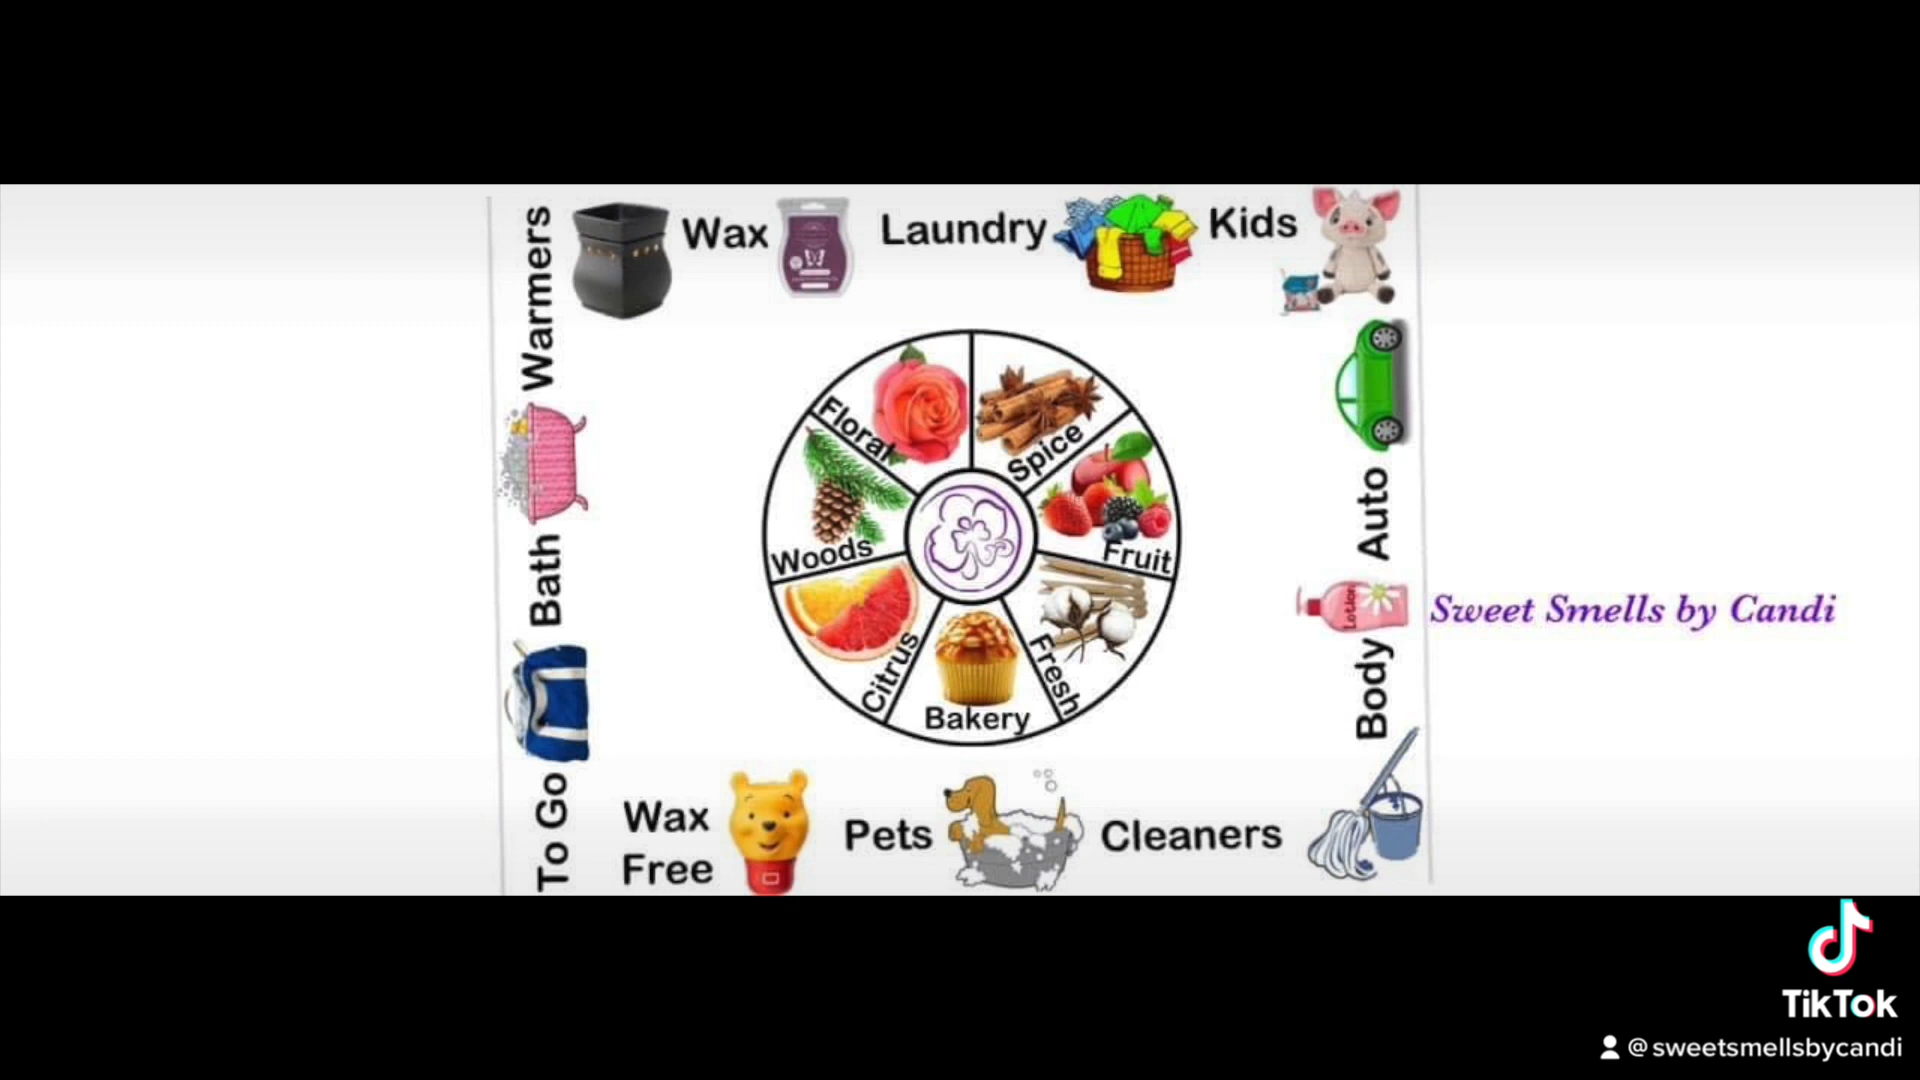 Warmers
Wax
Laundry
Kids
Floral
Spice
Woods
Fruit
Citrus
Fresh
Bakery
Bath
To Go
Auto
Lotion
Body
Sweet Smells by Candi
Wax
Free
Pets
Cleaners
TikTok
@sweetsmellsbycandi